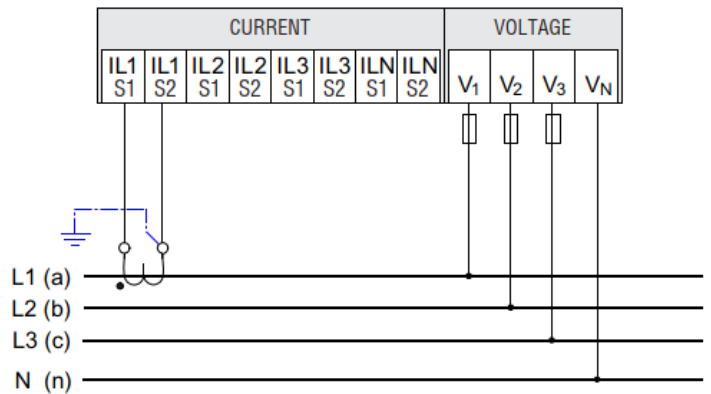 CURRENT VOLTAGE
IL1 IL1 IL2 IL2 IL3 IL3 ILN ILN
S1 S2 S1 S2 S1 S2 S1 S2
V1 V2 V3 VN
L1 (a)
L2 (b)
L3 (c)
N (n)